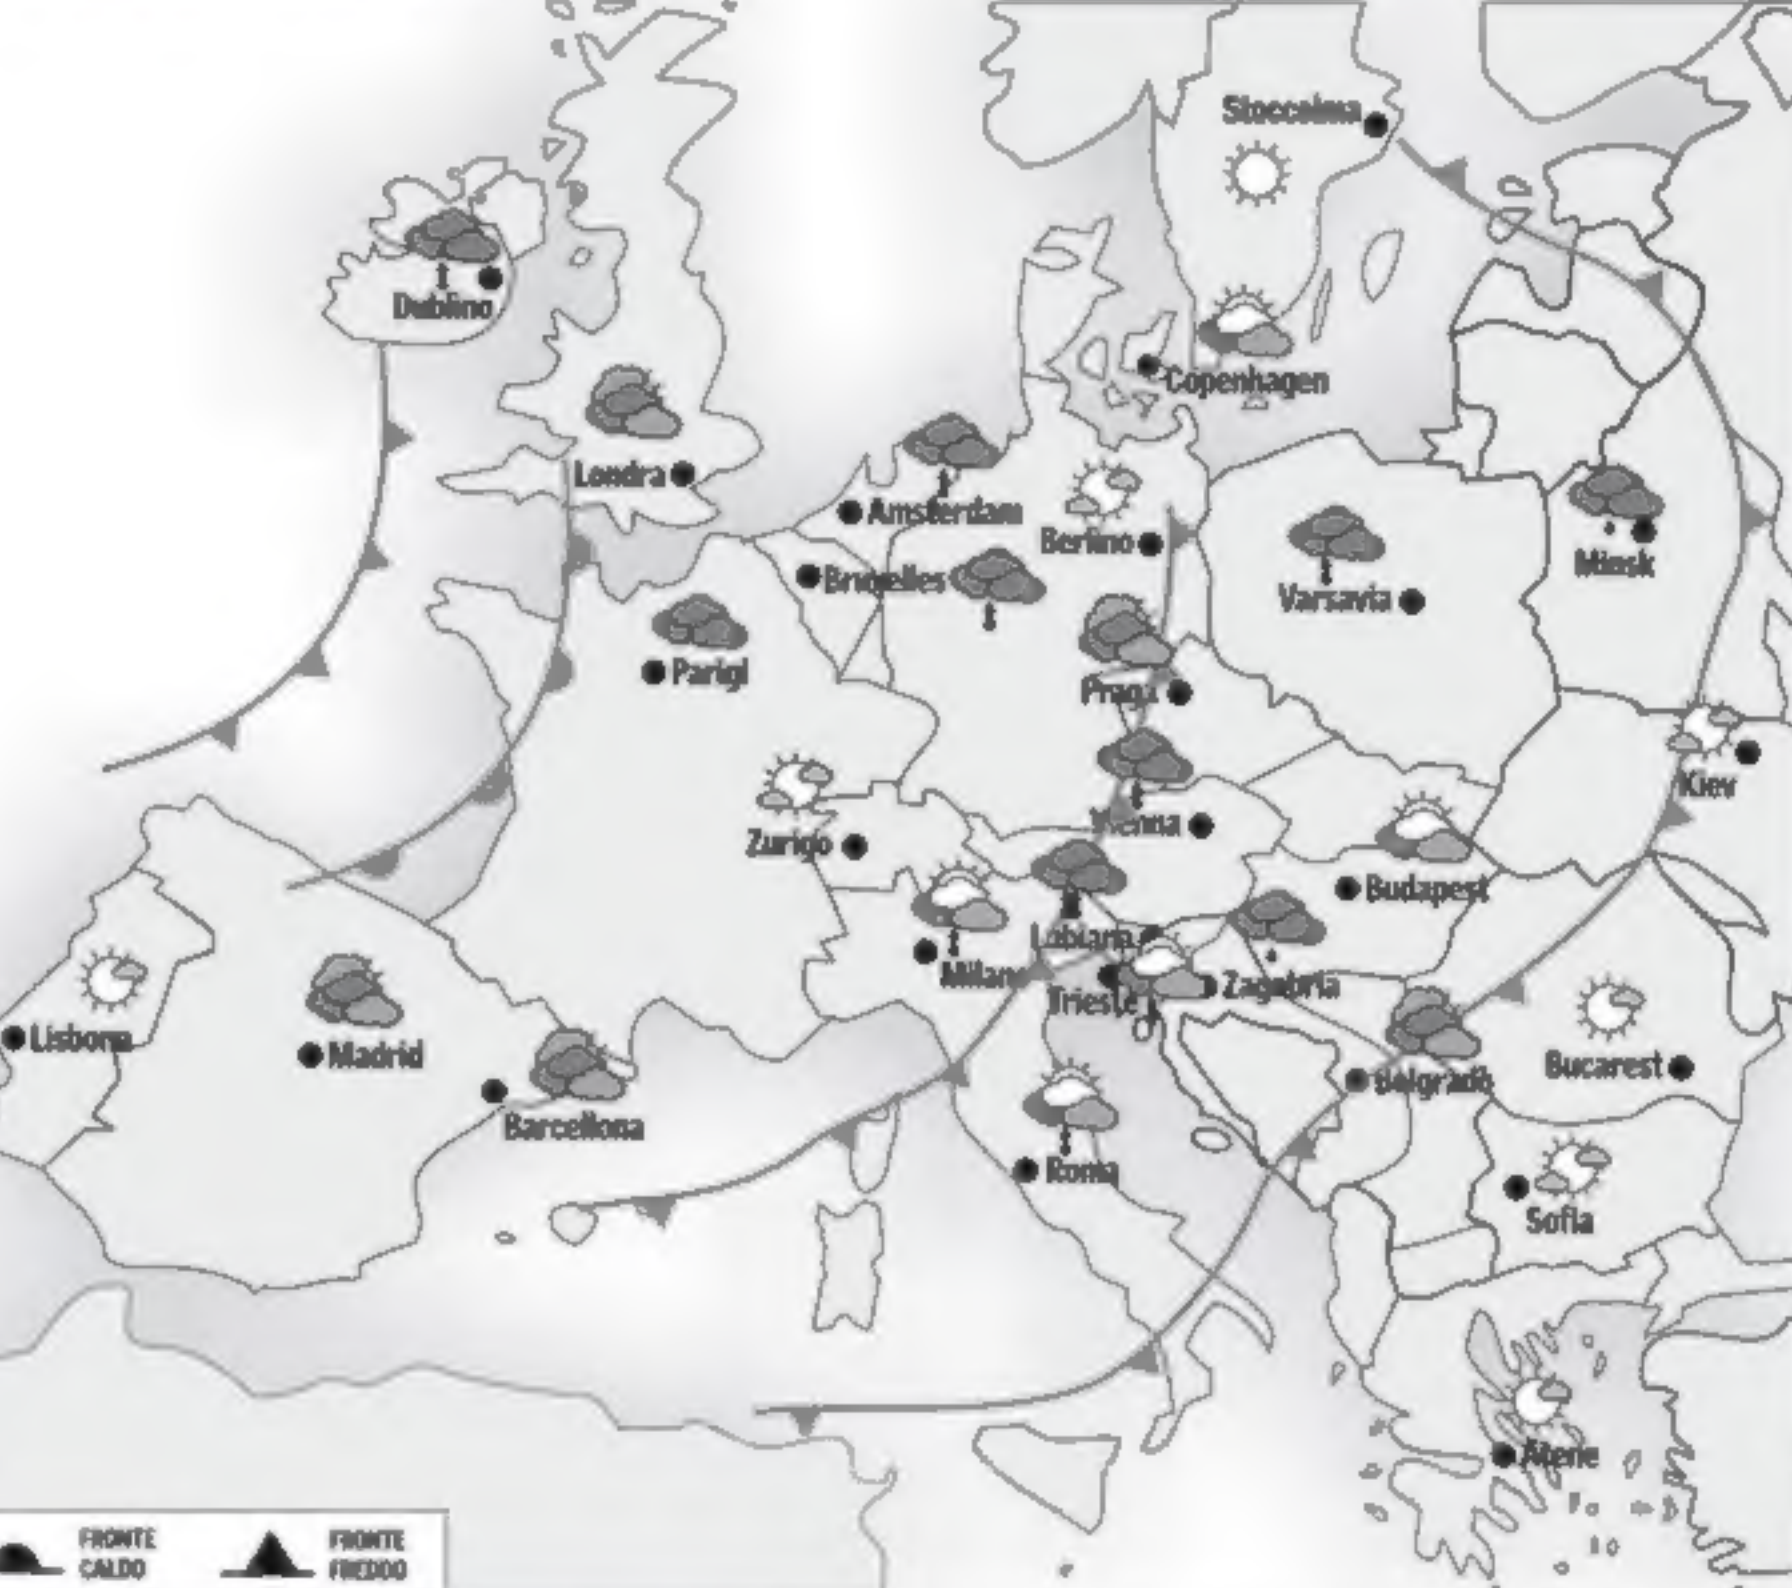 Stoccolma
Dublino
Copenhagen
Londra
Amsterdam
Berlino
Bruxelles
Minsk
Varsavia
Parigi
Praga
Kiev
Vienna
Zurigo
Budapest
Lubiana
Milano
Trieste
Zagabria
Lisbona
Madrid
Bucarest
Belgrado
Barcellona
Roma
Sofia
Atene
FRONTE
CALDO
FRONTE
FREDDO